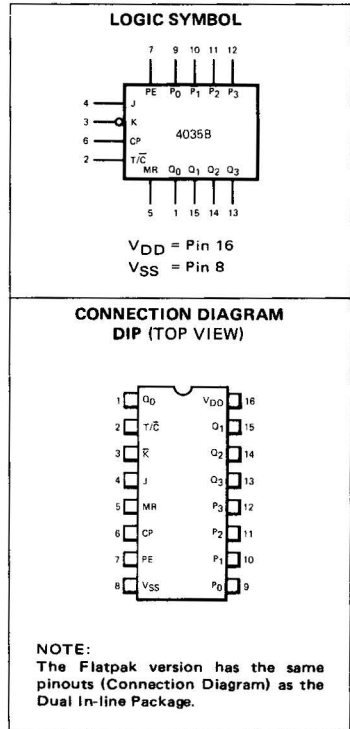 LOGIC SYMBOL
7 9 10 11 12
PE P0 P1 P2 P3
4 J
3 K
4035B
6 CP
2 T/C̅
MR Q0 Q1 Q2 Q3
5 1 15 14 13
VDD = Pin 16
VSS = Pin 8
CONNECTION DIAGRAM
DIP (TOP VIEW)
1 Q0 VDD 16
2 T/C̅ Q1 15
3 K̅ Q2 14
4 J Q3 13
5 MR P3 12
6 CP P2 11
7 PE P1 10
8 VSS P0 9
NOTE:
The Flatpak version has the same
pinouts (Connection Diagram) as the
Dual In-line Package.